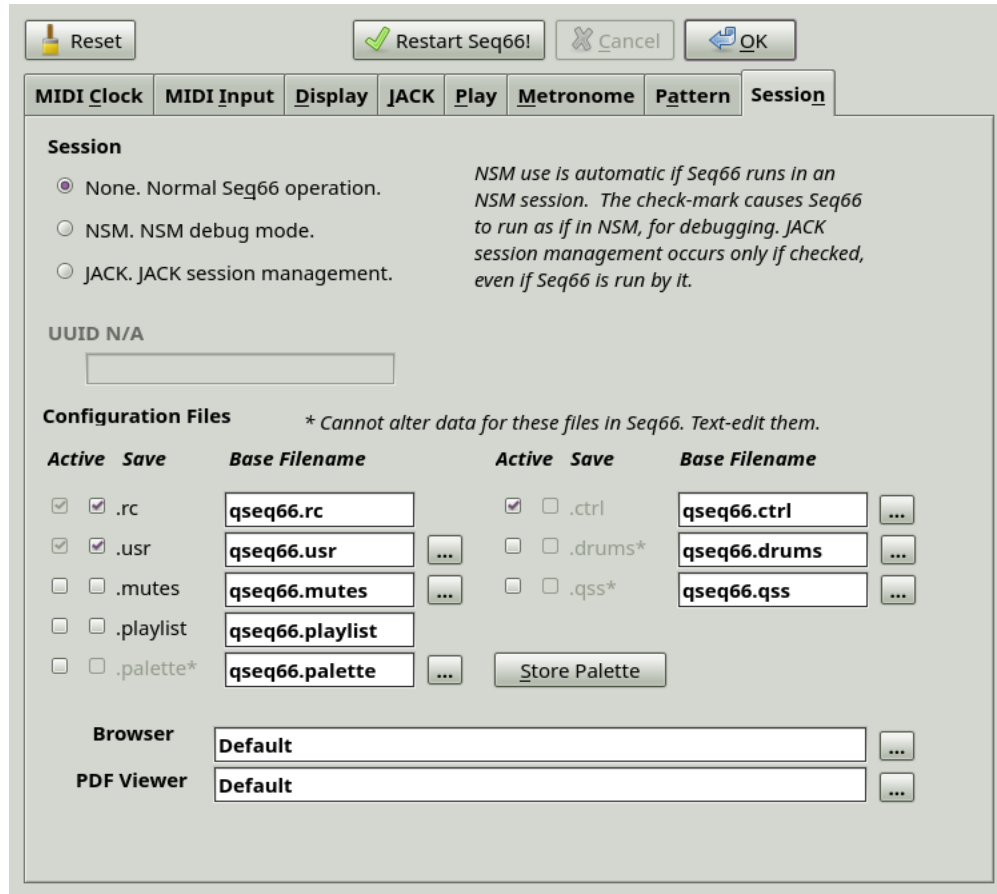 Reset
Restart Seq66!
Cancel
OK
MIDI Clock
MIDI Input
Display
JACK
Play
Metronome
Pattern
Session
Session
None. Normal Seq66 operation.
NSM. NSM debug mode.
JACK. JACK session management.
NSM use is automatic if Seq66 runs in an
NSM session. The check-mark causes Seq66
to run as if in NSM, for debugging. JACK
session management occurs only if checked,
even if Seq66 is run by it.
UUID N/A
Configuration Files
* Cannot alter data for these files in Seq66. Text-edit them.
Active Save Base Filename
Active Save Base Filename
.rc qseq66.rc
.ctrl qseq66.ctrl ...
.usr qseq66.usr ...
.drums* qseq66.drums ...
.mutes qseq66.mutes ...
.qss* qseq66.qss ...
.playlist qseq66.playlist
.palette* qseq66.palette ...
Store Palette
Browser Default ...
PDF Viewer Default ...